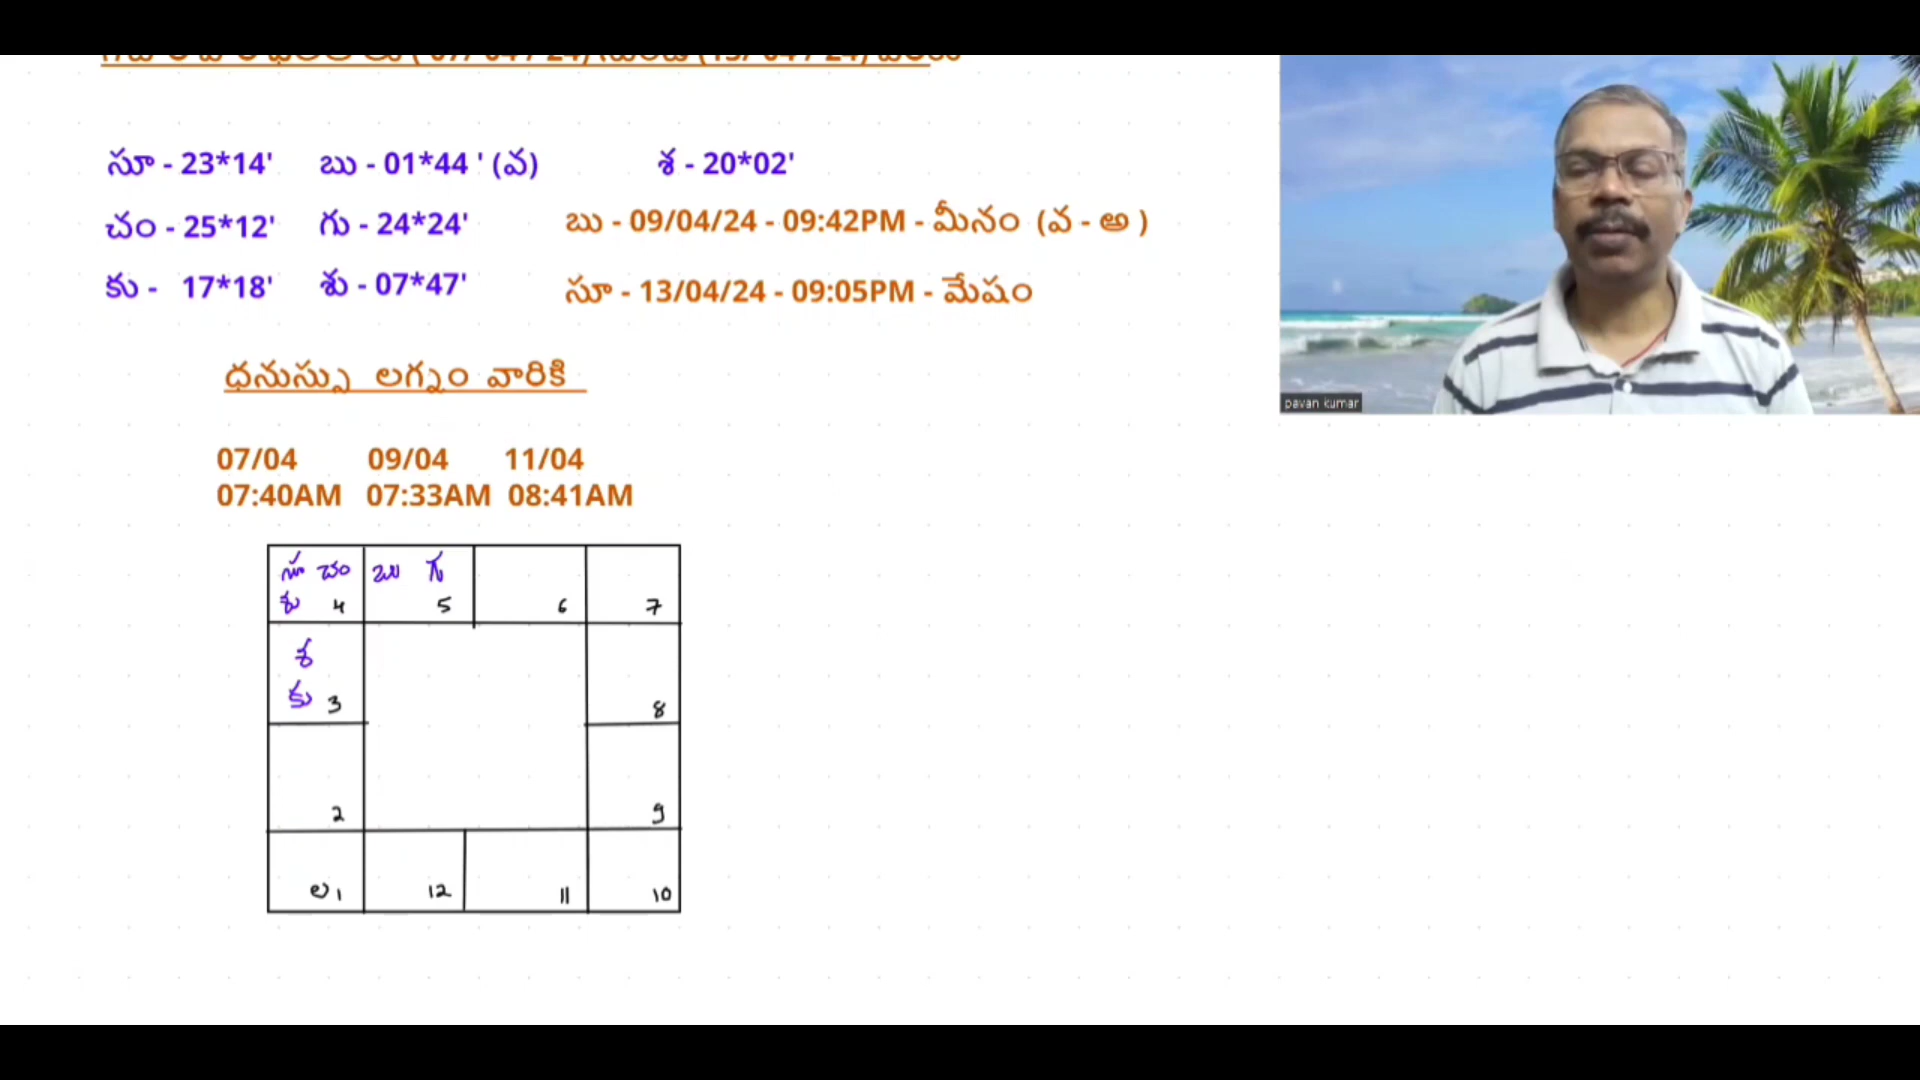 సూ - 23*14' బు - 01*44 ' (వ) శ - 20*02'
చం - 25*12' గు - 24*24' బు - 09/04/24 - 09:42PM - మీనం (వ - అ )
కు - 17*18' శు - 07*47' సూ - 13/04/24 - 09:05PM - మేషం
pavan kumar
ధనుస్సు లగ్నం వారికి
07/04 09/04 11/04
07:40AM 07:33AM 08:41AM
సూ చం బు గు
శు 4 5 6 7
శ
కు 3 8
2 9
ల 1 12 11 10